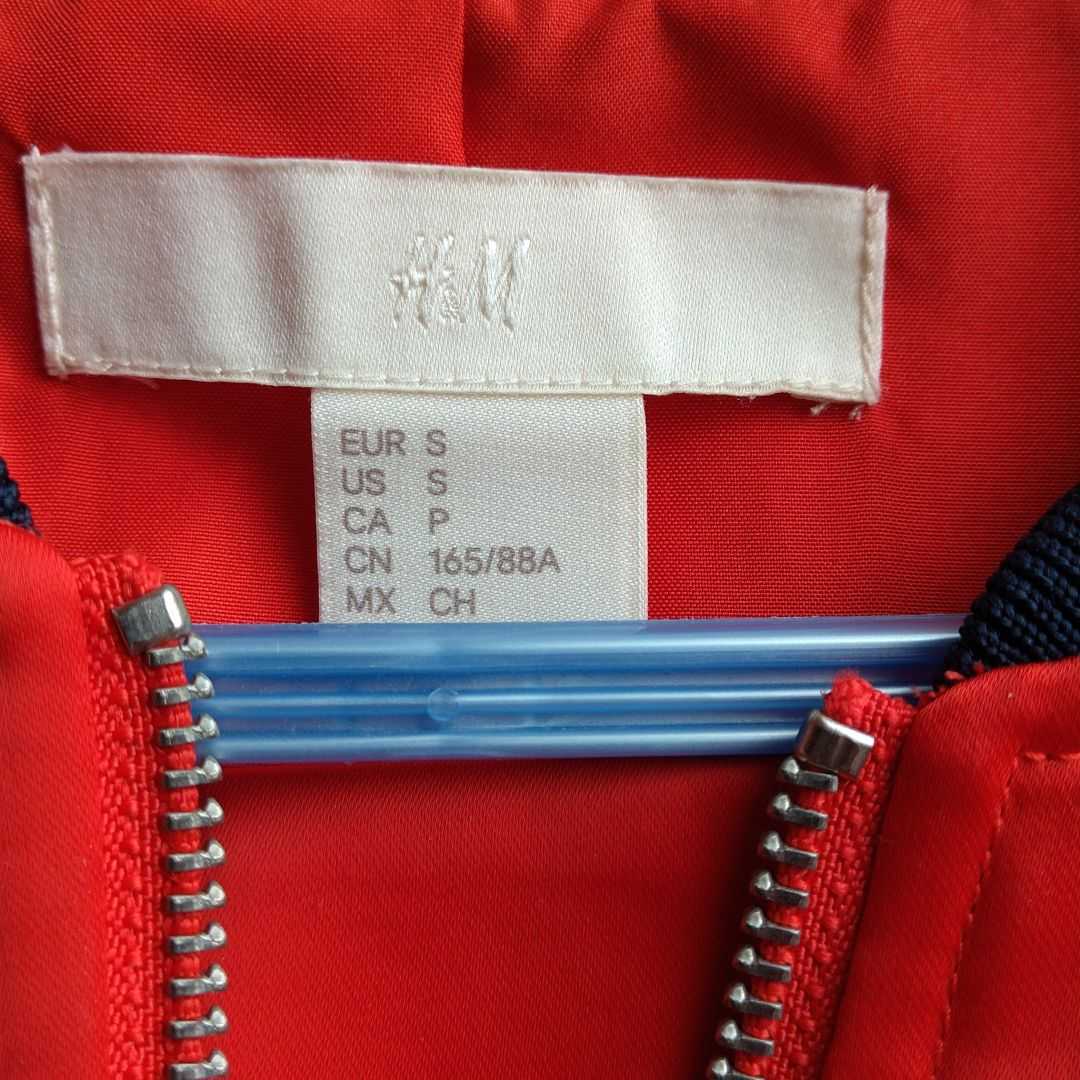 H&M
EUR S
US S
CA P
CN 165/88A
MX CH